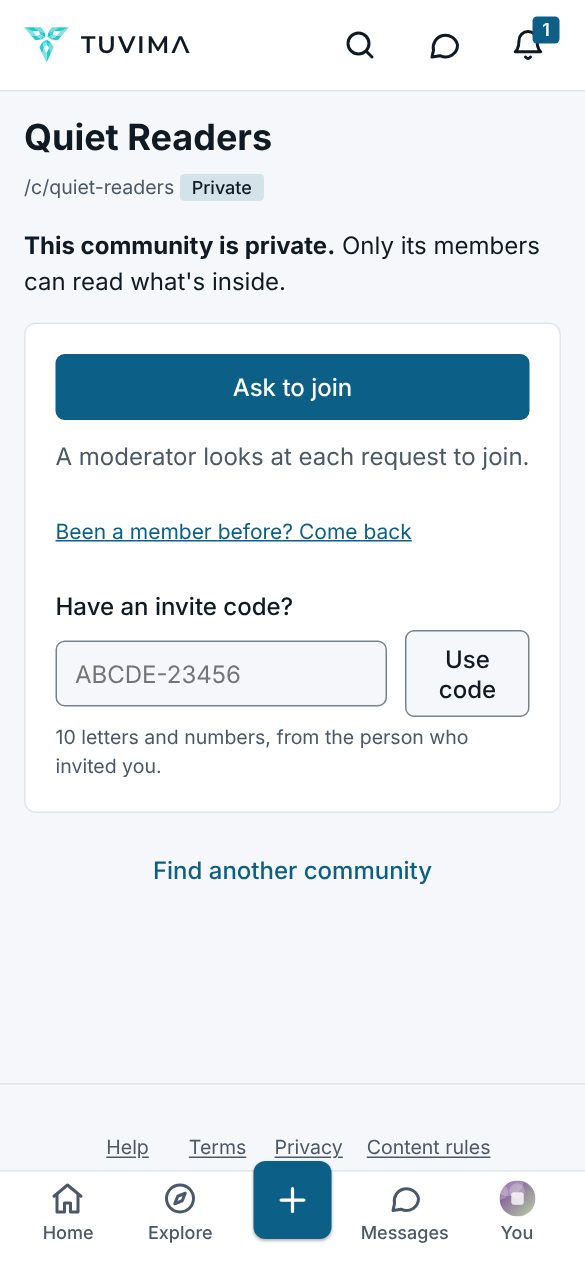 TUVIMA
1
Quiet Readers
/c/quiet-readers Private
This community is private. Only its members
can read what's inside.
Ask to join
A moderator looks at each request to join.
Been a member before? Come back
Have an invite code?
ABCDE-23456
Use
code
10 letters and numbers, from the person who
invited you.
Find another community
Help Terms Privacy Content rules
Home Explore Messages You